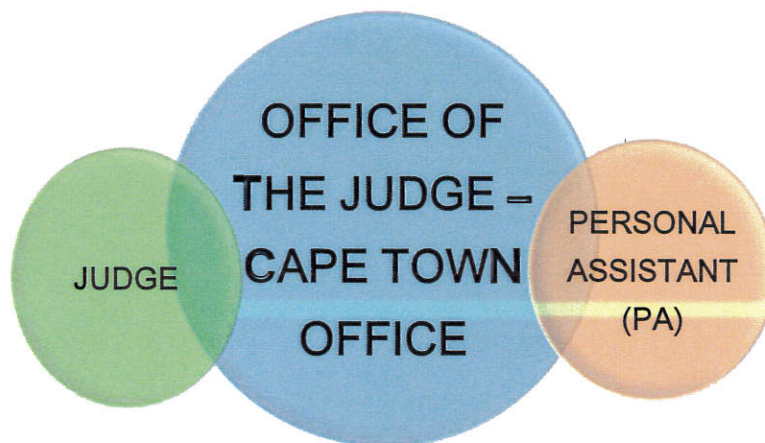 JUDGE
OFFICE OF
THE JUDGE –
CAPE TOWN
OFFICE
PERSONAL
ASSISTANT
(PA)